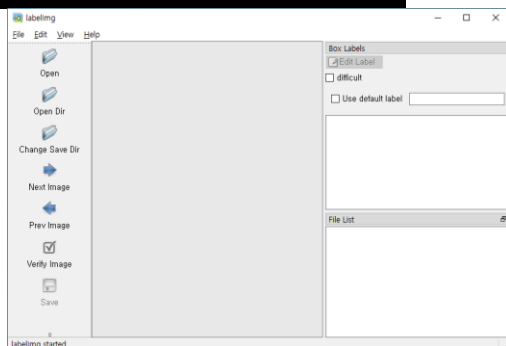 labelImg
File Edit View Help
Open
Open Dir
Change Save Dir
Next Image
Prev Image
Verify Image
Save
Box Labels
Edit Label
difficult
Use default label
File List
labelImg started.